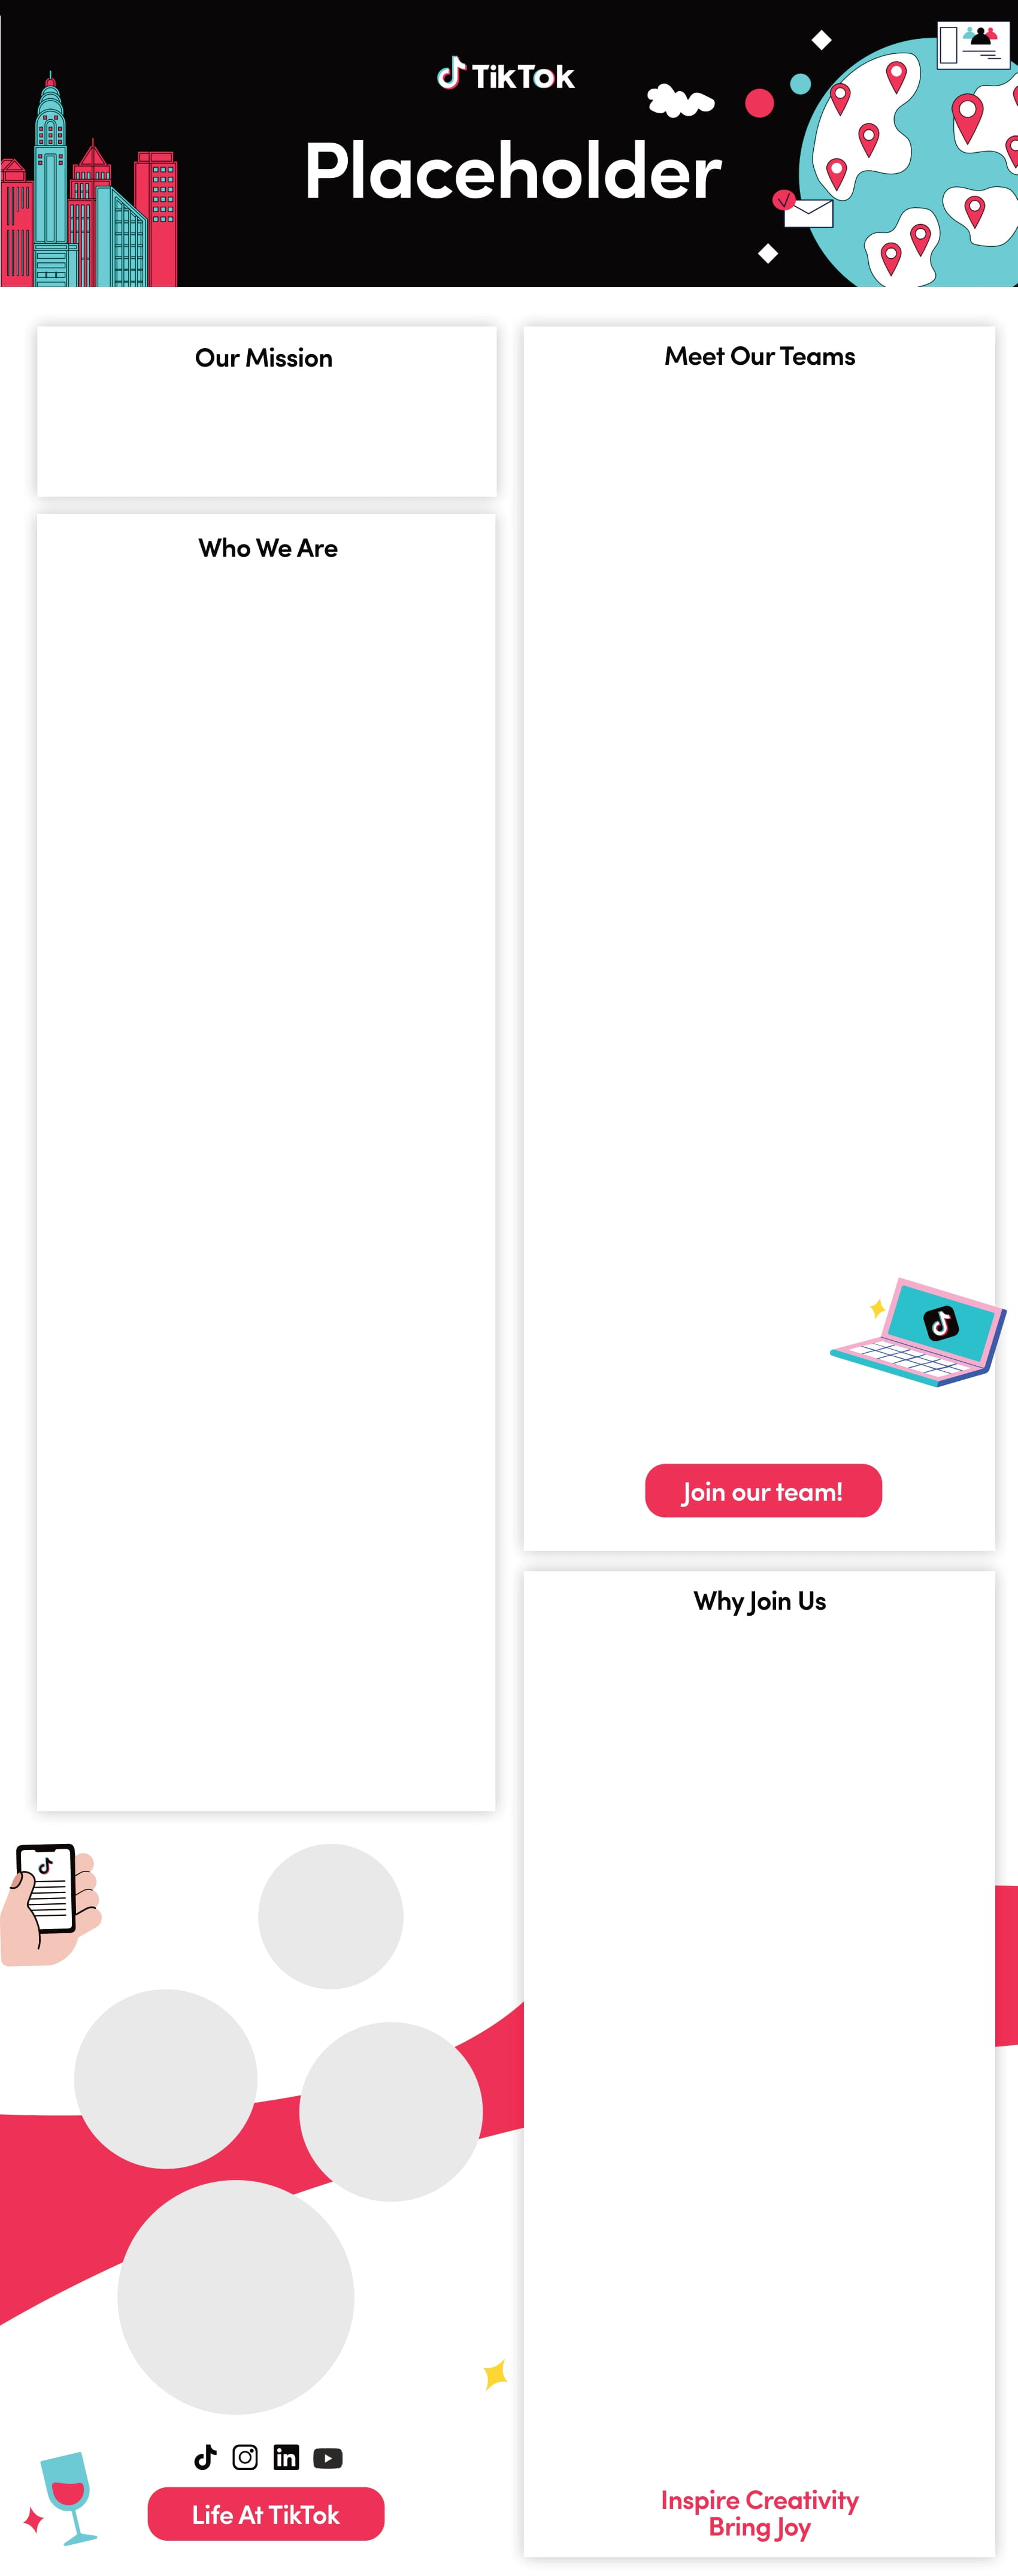 TikTok
Placeholder
Our Mission
Who We Are
Meet Our Teams
Join our team!
Why Join Us
Inspire Creativity
Bring Joy
in
Life At TikTok